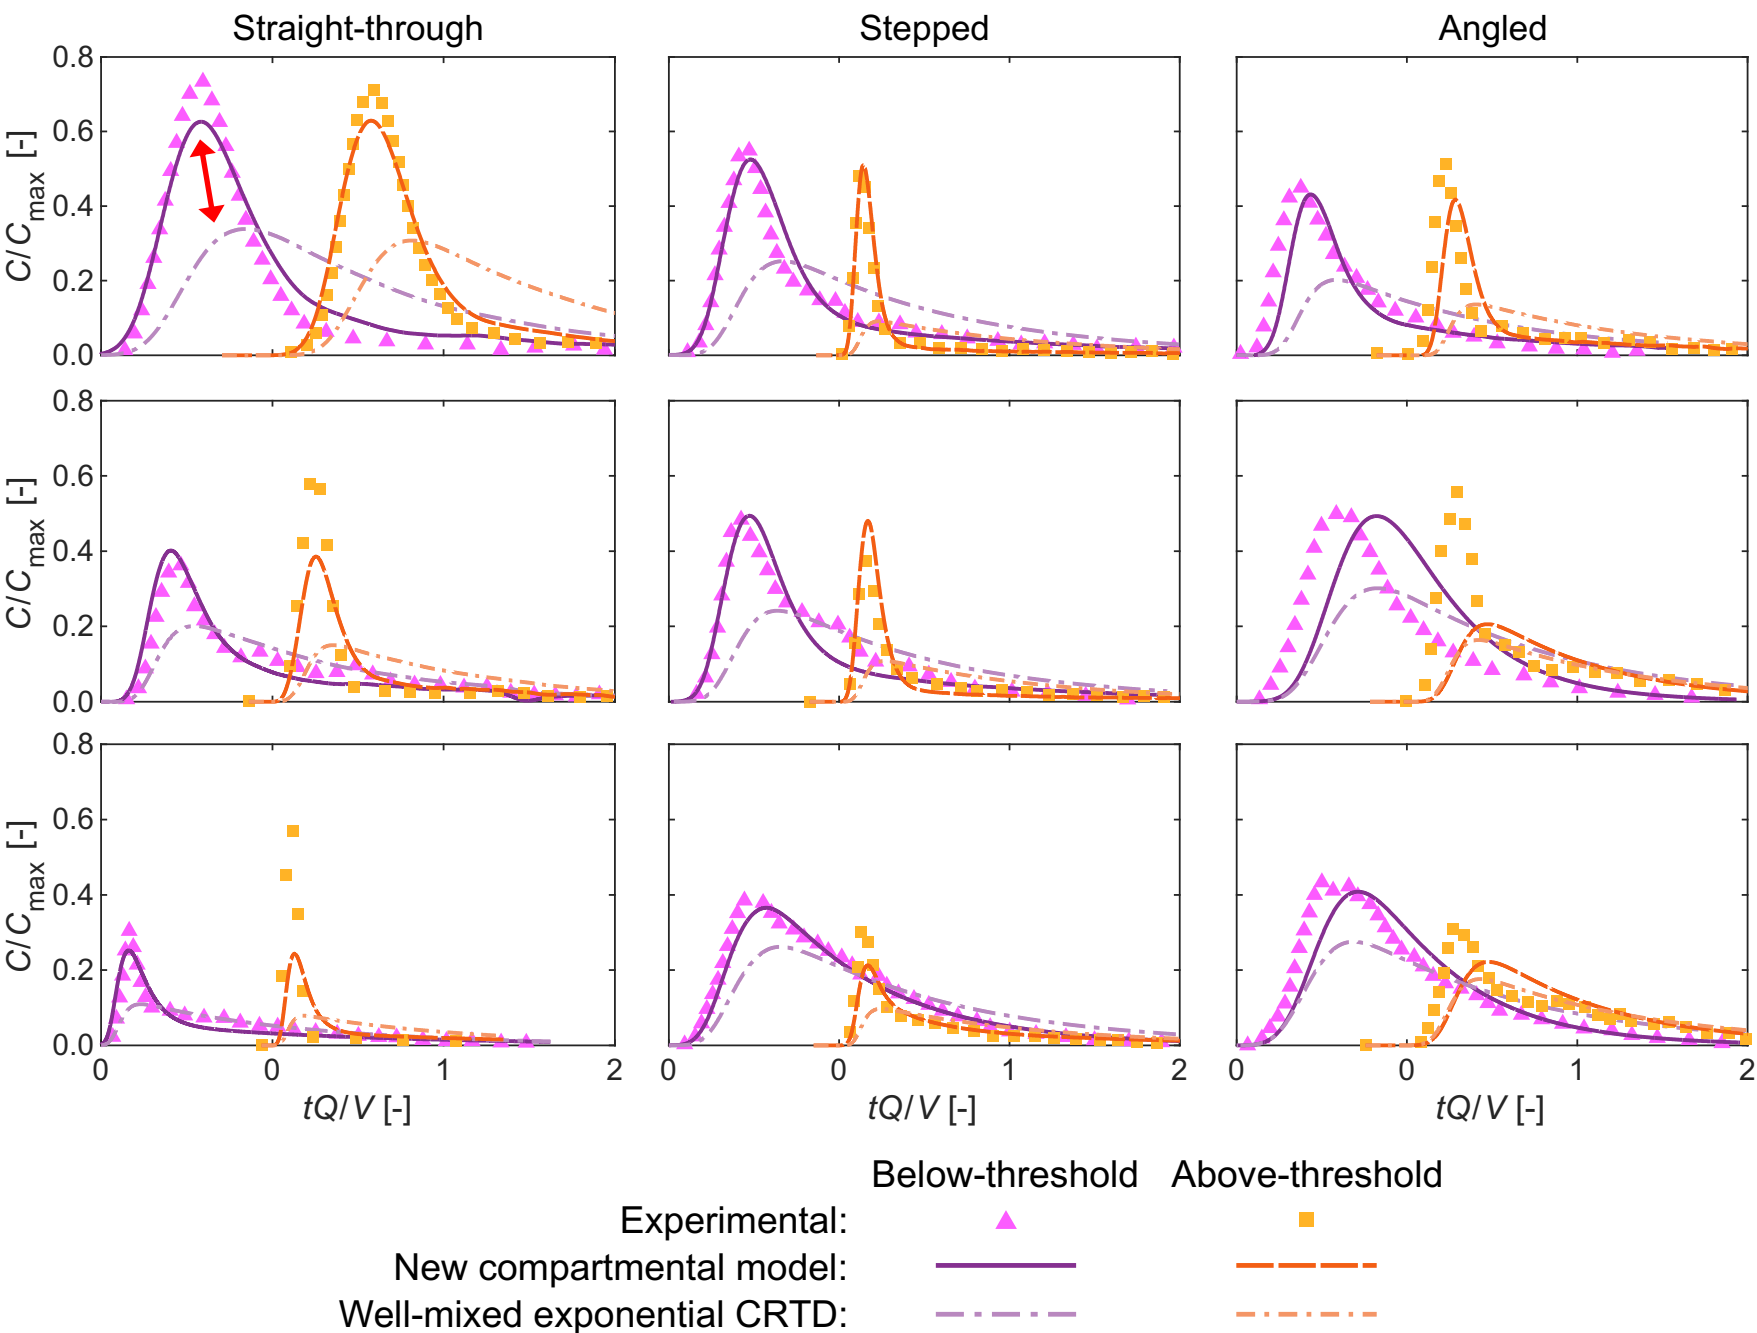 Straight-through Stepped Angled
0.8
0.6
0.4
0.2
0.0
C/C_max [-]
0.8
0.6
0.4
0.2
0.0
C/C_max [-]
0.8
0.6
0.4
0.2
0.0
C/C_max [-]
0 0 1 2 0 0 1 2 0 0 1 2
tQ/V [-] tQ/V [-] tQ/V [-]
Below-threshold Above-threshold
Experimental:
New compartmental model:
Well-mixed exponential CRTD: